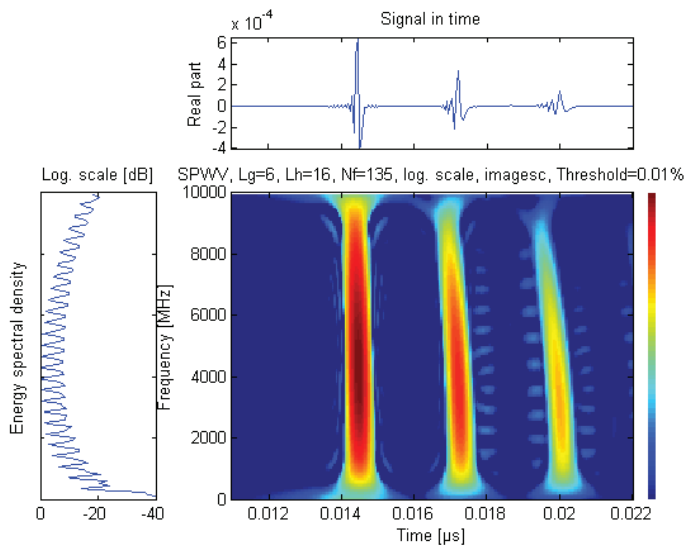 x 10^-4
Signal in time
6
4
2
0
-2
-4
Real part
Log. scale [dB]
SPWV, Lg=6, Lh=16, Nf=135, log. scale, imagesc, Threshold=0.01%
Energy spectral density
0
-20
-40
Frequency [MHz]
10000
8000
6000
4000
2000
0
0.012
0.014
0.016
0.018
0.02
0.022
Time [µs]